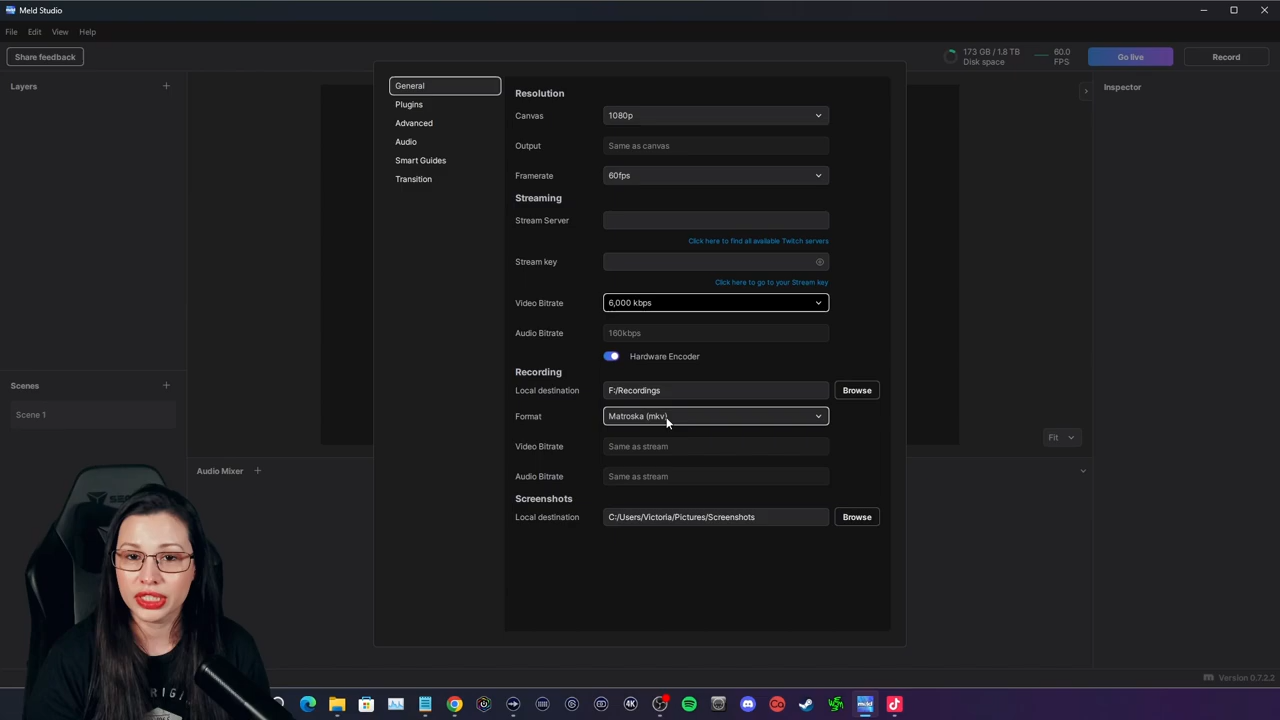 Meld Studio
File Edit View Help
Share feedback
173 GB / 1.8 TB
Disk space
60.0
FPS
Go live
Record
Layers
Inspector
General
Plugins
Advanced
Audio
Smart Guides
Transition
Resolution
Canvas 1080p
Output Same as canvas
Framerate 60fps
Streaming
Stream Server
Click here to find all available Twitch servers
Stream key
Click here to go to your Stream key
Video Bitrate 6,000 kbps
Audio Bitrate 160kbps
Hardware Encoder
Recording
Local destination F:/Recordings Browse
Format Matroska (mkv)
Video Bitrate Same as stream
Audio Bitrate Same as stream
Screenshots
Local destination C:/Users/Victoria/Pictures/Screenshots Browse
Scenes
Scene 1
Fit
Audio Mixer
4K
Version 0.7.2.2